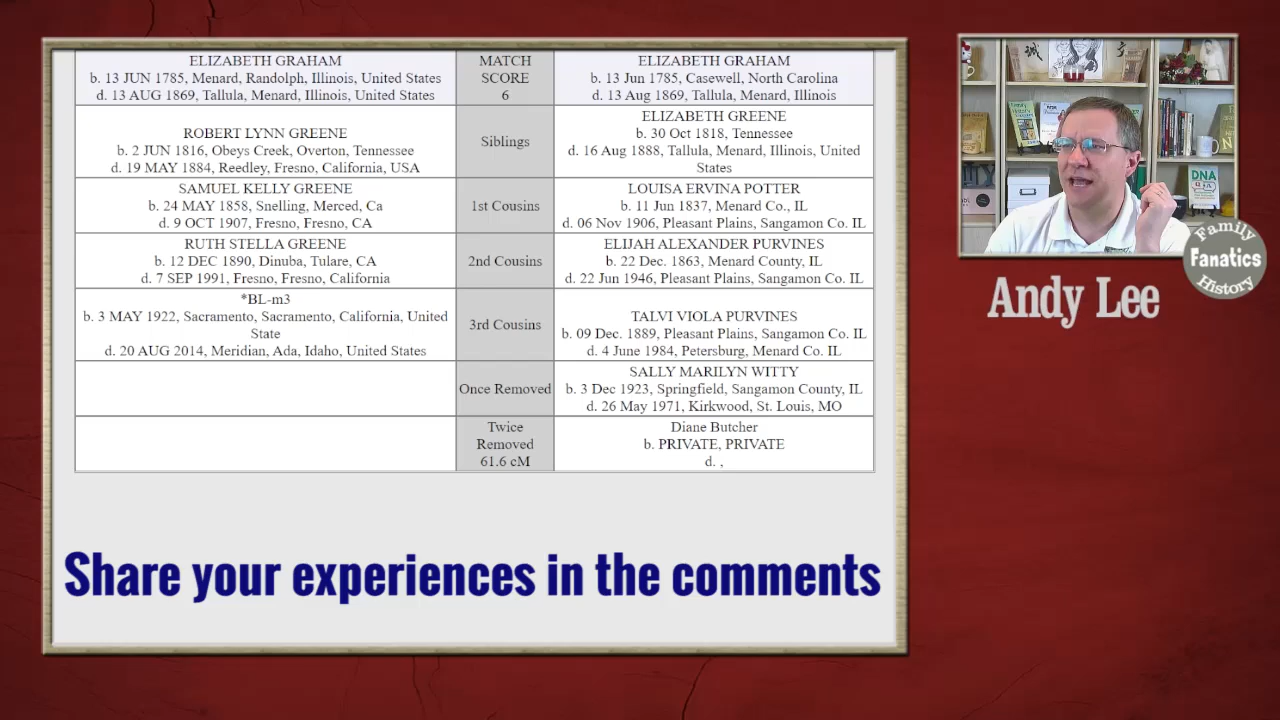 ELIZABETH GRAHAM
b. 13 JUN 1785, Menard, Randolph, Illinois, United States
d. 13 AUG 1869, Tallula, Menard, Illinois, United States
MATCH
SCORE
6
ELIZABETH GRAHAM
b. 13 Jun 1785, Casewell, North Carolina
d. 13 Aug 1869, Tallula, Menard, Illinois
ROBERT LYNN GREENE
b. 2 JUN 1816, Obeys Creek, Overton, Tennessee
d. 19 MAY 1884, Reedley, Fresno, California, USA
Siblings
ELIZABETH GREENE
b. 30 Oct 1818, Tennessee
d. 16 Aug 1888, Tallula, Menard, Illinois, United
States
SAMUEL KELLY GREENE
b. 24 MAY 1858, Snelling, Merced, Ca
d. 9 OCT 1907, Fresno, Fresno, CA
1st Cousins
LOUISA ERVINA POTTER
b. 11 Jun 1837, Menard Co., IL
d. 06 Nov 1906, Pleasant Plains, Sangamon Co. IL
RUTH STELLA GREENE
b. 12 DEC 1890, Dinuba, Tulare, CA
d. 7 SEP 1991, Fresno, Fresno, California
2nd Cousins
ELIJAH ALEXANDER PURVINES
b. 22 Dec. 1863, Menard County, IL
d. 22 Jun 1946, Pleasant Plains, Sangamon Co. IL
*BL-m3
b. 3 MAY 1922, Sacramento, Sacramento, California, United
State
d. 20 AUG 2014, Meridian, Ada, Idaho, United States
3rd Cousins
TALVI VIOLA PURVINES
b. 09 Dec. 1889, Pleasant Plains, Sangamon Co. IL
d. 4 June 1984, Petersburg, Menard Co. IL
Once Removed
SALLY MARILYN WITTY
b. 3 Dec 1923, Springfield, Sangamon County, IL
d. 26 May 1971, Kirkwood, St. Louis, MO
Twice
Removed
61.6 cM
Diane Butcher
b. PRIVATE, PRIVATE
d. ,
Share your experiences in the comments
DNA
Family
Fanatics
History
Andy Lee